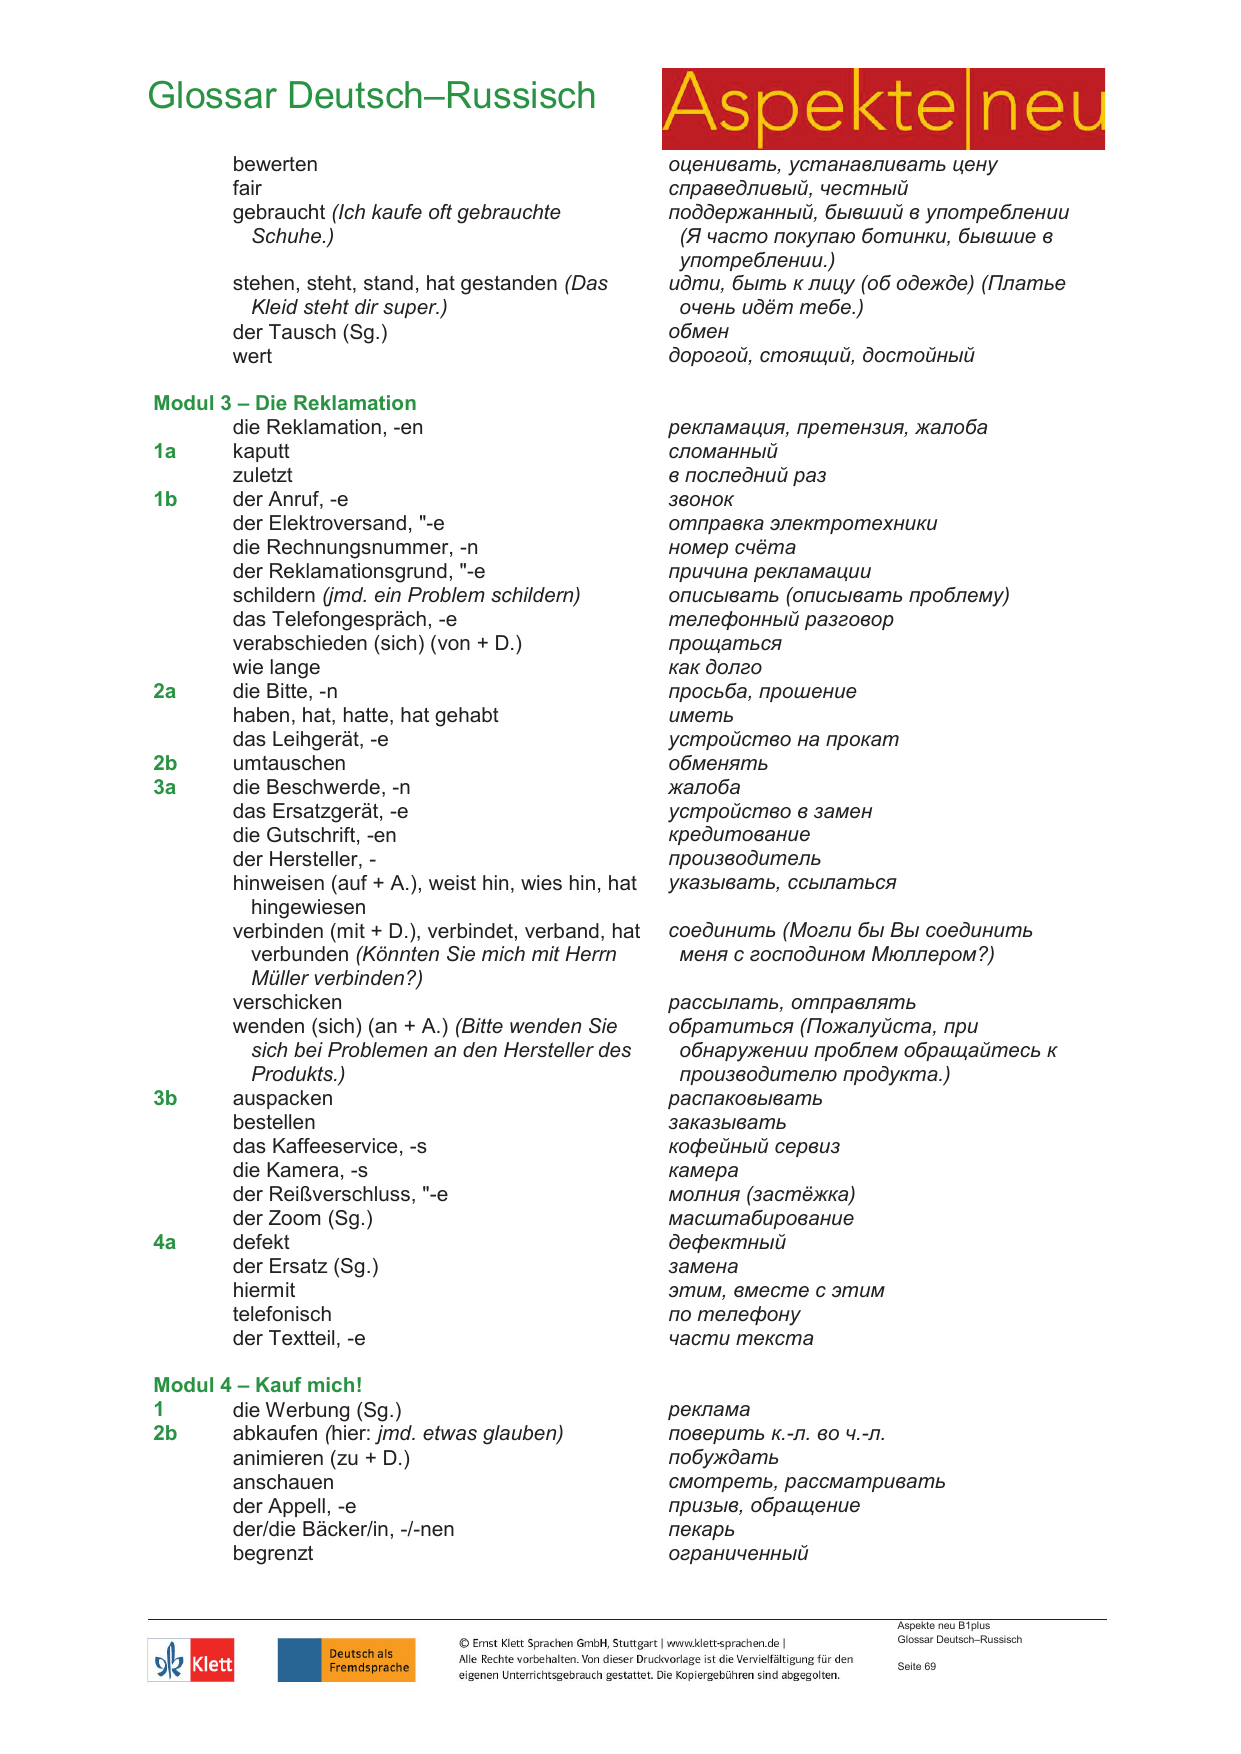 Glossar Deutsch–Russisch
Aspekte|neu
bewerten оценивать, устанавливать цену
fair справедливый, честный
gebraucht (Ich kaufe oft gebrauchte поддержанный, бывший в употреблении
Schuhe.) (Я часто покупаю ботинки, бывшие в
употреблении.)
stehen, steht, stand, hat gestanden (Das идти, быть к лицу (об одежде) (Платье
Kleid steht dir super.) очень идёт тебе.)
der Tausch (Sg.) обмен
wert дорогой, стоящий, достойный
Modul 3 – Die Reklamation
die Reklamation, -en рекламация, претензия, жалоба
1a kaputt сломанный
zuletzt в последний раз
1b der Anruf, -e звонок
der Elektroversand, "-e отправка электротехники
die Rechnungsnummer, -n номер счёта
der Reklamationsgrund, "-e причина рекламации
schildern (jmd. ein Problem schildern) описывать (описывать проблему)
das Telefongespräch, -e телефонный разговор
verabschieden (sich) (von + D.) прощаться
wie lange как долго
2a die Bitte, -n просьба, прошение
haben, hat, hatte, hat gehabt иметь
das Leihgerät, -e устройство на прокат
2b umtauschen обменять
3a die Beschwerde, -n жалоба
das Ersatzgerät, -e устройство в замен
die Gutschrift, -en кредитование
der Hersteller, - производитель
hinweisen (auf + A.), weist hin, wies hin, hat указывать, ссылаться
hingewiesen
verbinden (mit + D.), verbindet, verband, hat соединить (Могли бы Вы соединить
verbunden (Könnten Sie mich mit Herrn меня с господином Мюллером?)
Müller verbinden?)
verschicken рассылать, отправлять
wenden (sich) (an + A.) (Bitte wenden Sie обратиться (Пожалуйста, при
sich bei Problemen an den Hersteller des обнаружении проблем обращайтесь к
Produkts.) производителю продукта.)
3b auspacken распаковывать
bestellen заказывать
das Kaffeeservice, -s кофейный сервиз
die Kamera, -s камера
der Reißverschluss, "-e молния (застёжка)
der Zoom (Sg.) масштабирование
4a defekt дефектный
der Ersatz (Sg.) замена
hiermit этим, вместе с этим
telefonisch по телефону
der Textteil, -e части текста
Modul 4 – Kauf mich!
1 die Werbung (Sg.) реклама
2b abkaufen (hier: jmd. etwas glauben) поверить к.-л. во ч.-л.
animieren (zu + D.) побуждать
anschauen смотреть, рассматривать
der Appell, -e призыв, обращение
der/die Bäcker/in, -/-nen пекарь
begrenzt ограниченный
Klett
Deutsch als
Fremdsprache
© Ernst Klett Sprachen GmbH, Stuttgart | www.klett-sprachen.de |
Alle Rechte vorbehalten. Von dieser Druckvorlage ist die Vervielfältigung für den
eigenen Unterrichtsgebrauch gestattet. Die Kopiergebühren sind abgegolten.
Aspekte neu B1plus
Glossar Deutsch–Russisch
Seite 69